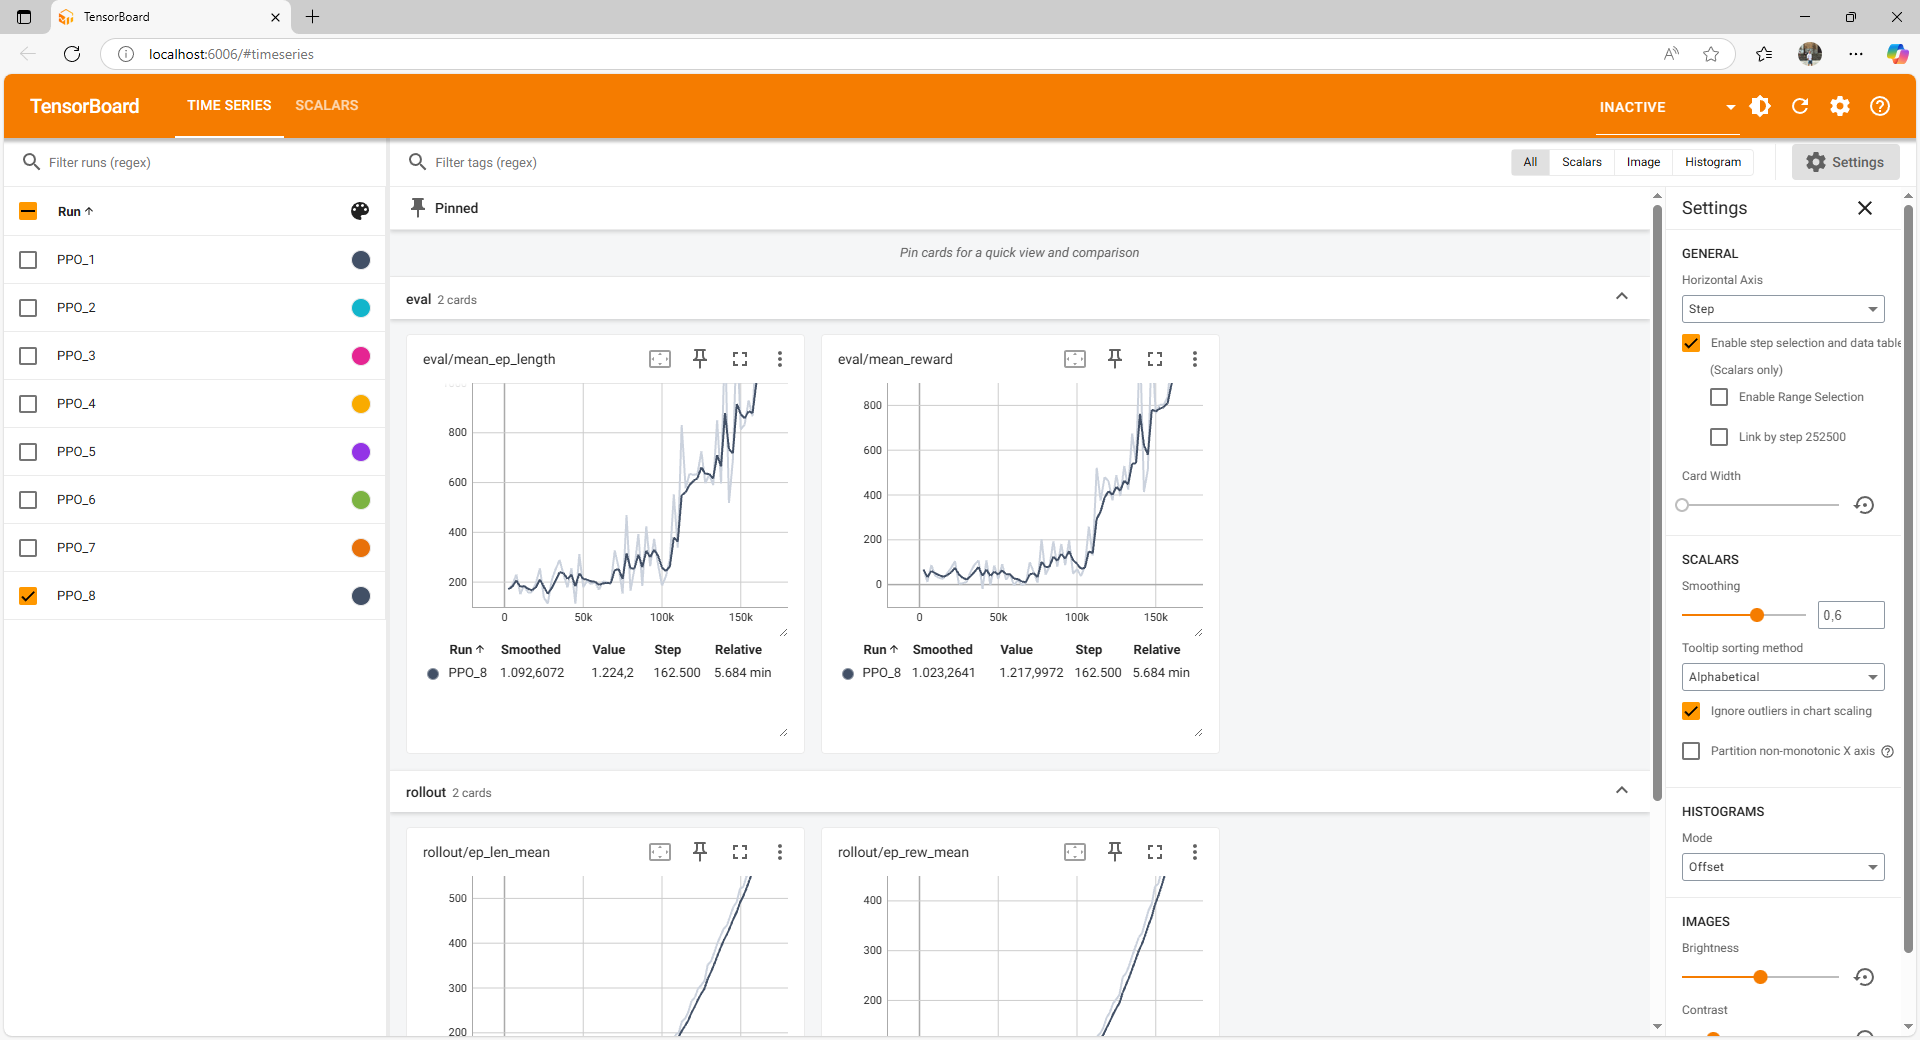 TensorBoard
localhost:6006/#timeseries
TensorBoard
TIME SERIES
SCALARS
INACTIVE
Filter runs (regex)
Filter tags (regex)
All
Scalars
Image
Histogram
Settings
Run
PPO_1
PPO_2
PPO_3
PPO_4
PPO_5
PPO_6
PPO_7
PPO_8
Pinned
Pin cards for a quick view and comparison
eval 2 cards
eval/mean_ep_length
800
600
400
200
0 50k 100k 150k
Run Smoothed Value Step Relative
PPO_8 1.092,6072 1.224,2 162.500 5.684 min
eval/mean_reward
800
600
400
200
0
0 50k 100k 150k
Run Smoothed Value Step Relative
PPO_8 1.023,2641 1.217,9972 162.500 5.684 min
rollout 2 cards
rollout/ep_len_mean
500
400
300
200
rollout/ep_rew_mean
400
300
200
Settings
GENERAL
Horizontal Axis
Step
Enable step selection and data table
(Scalars only)
Enable Range Selection
Link by step 252500
Card Width
SCALARS
Smoothing
0,6
Tooltip sorting method
Alphabetical
Ignore outliers in chart scaling
Partition non-monotonic X axis
HISTOGRAMS
Mode
Offset
IMAGES
Brightness
Contrast